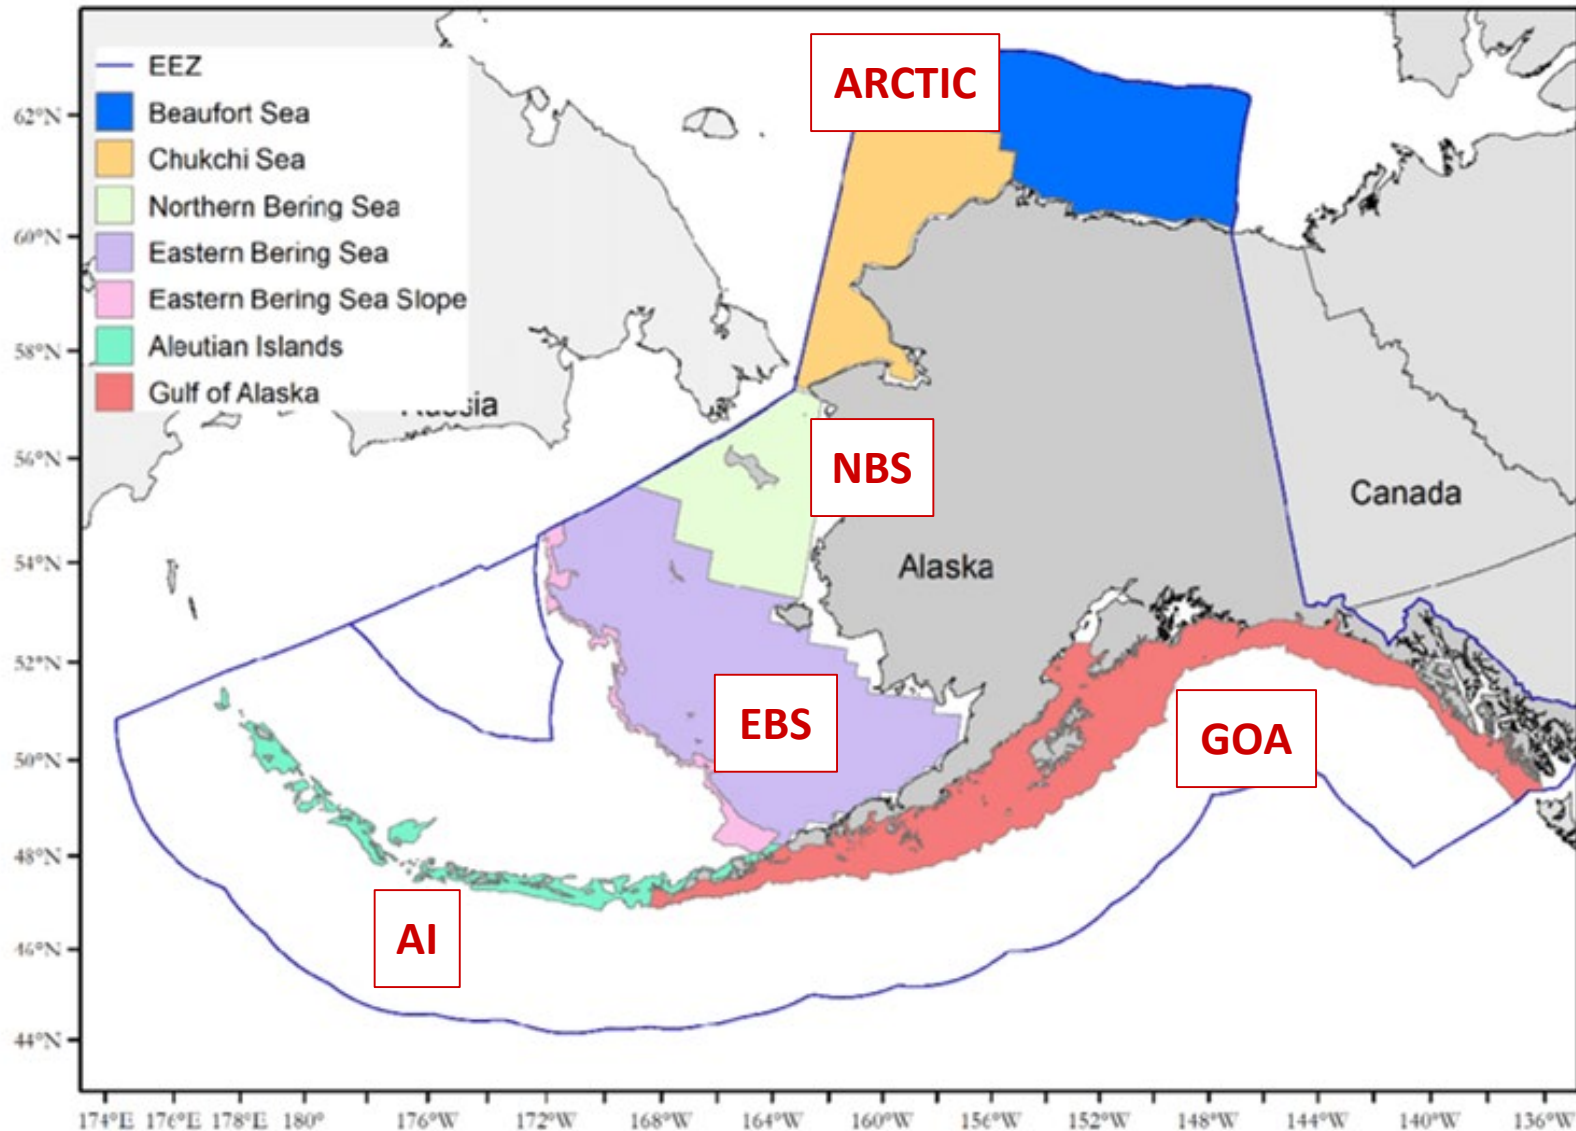 ARCTIC
EEZ
Beaufort Sea
Chukchi Sea
Northern Bering Sea
Eastern Bering Sea
Eastern Bering Sea Slope
Aleutian Islands
Gulf of Alaska
NBS
Canada
Alaska
EBS
GOA
AI
62°N
60°N
58°N
56°N
54°N
52°N
50°N
48°N
46°N
44°N
174°E 176°E 178°E 180° 176°W 172°W 168°W 164°W 160°W 156°W 152°W 148°W 144°W 140°W 136°W